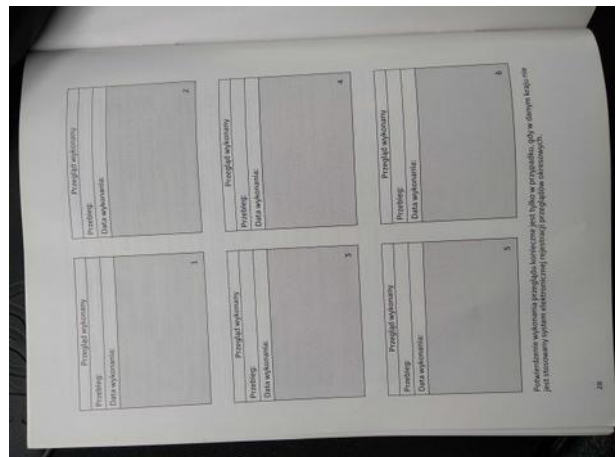 Przegląd wykonany
Przebieg:
Data wykonania:
1
Przegląd wykonany
Przebieg:
Data wykonania:
2
Przegląd wykonany
Przebieg:
Data wykonania:
3
Przegląd wykonany
Przebieg:
Data wykonania:
4
Przegląd wykonany
Przebieg:
Data wykonania:
5
Przegląd wykonany
Przebieg:
Data wykonania:
6
Potwierdzenie wykonania przeglądu konieczne jest tylko w przypadku, gdy w danym kraju nie
jest stosowany system elektronicznej rejestracji przeglądów okresowych.
28